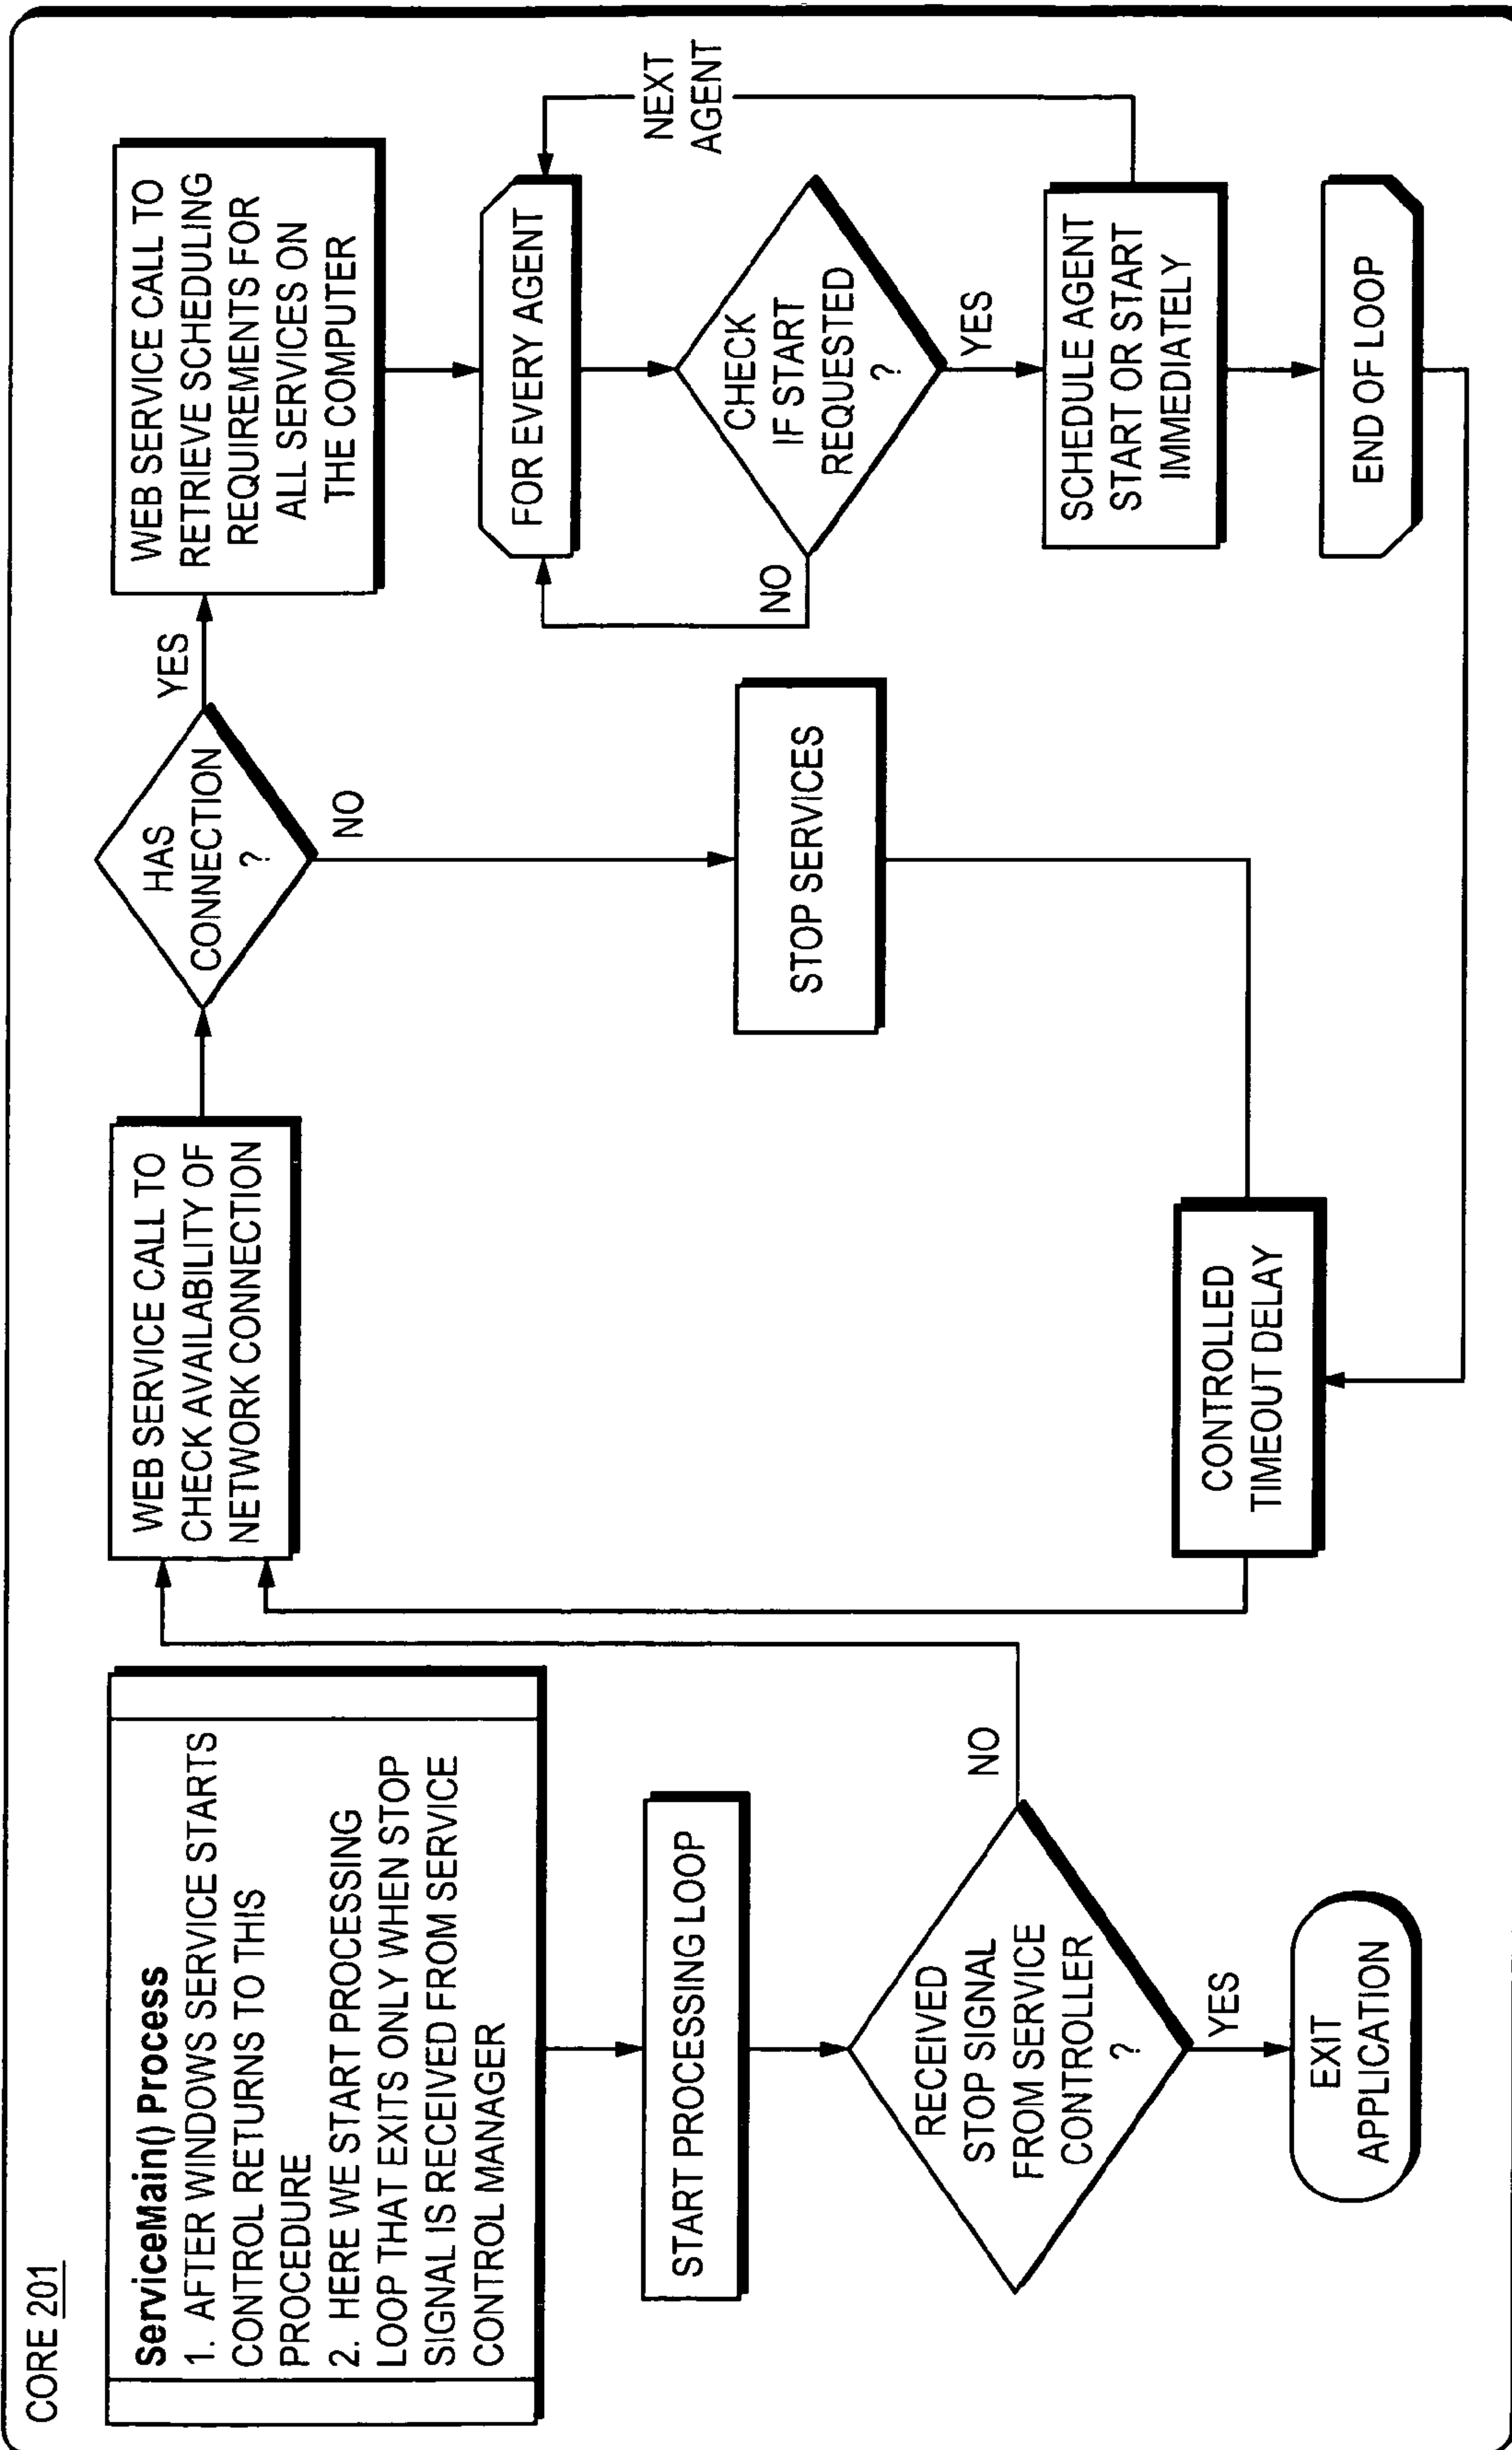 CORE 201
ServiceMain() Process
1. AFTER WINDOWS SERVICE STARTS
CONTROL RETURNS TO THIS
PROCEDURE
2. HERE WE START PROCESSING
LOOP THAT EXITS ONLY WHEN STOP
SIGNAL IS RECEIVED FROM SERVICE
CONTROL MANAGER
START PROCESSING LOOP
RECEIVED
STOP SIGNAL
FROM SERVICE
CONTROLLER
?
NO
YES
EXIT
APPLICATION
WEB SERVICE CALL TO
CHECK AVAILABILITY OF
NETWORK CONNECTION
HAS
CONNECTION
?
YES
NO
STOP SERVICES
CONTROLLED
TIMEOUT DELAY
WEB SERVICE CALL TO
RETRIEVE SCHEDULING
REQUIREMENTS FOR
ALL SERVICES ON
THE COMPUTER
FOR EVERY AGENT
NEXT
AGENT
CHECK
IF START
REQUESTED
?
NO
YES
SCHEDULE AGENT
START OR START
IMMEDIATELY
END OF LOOP